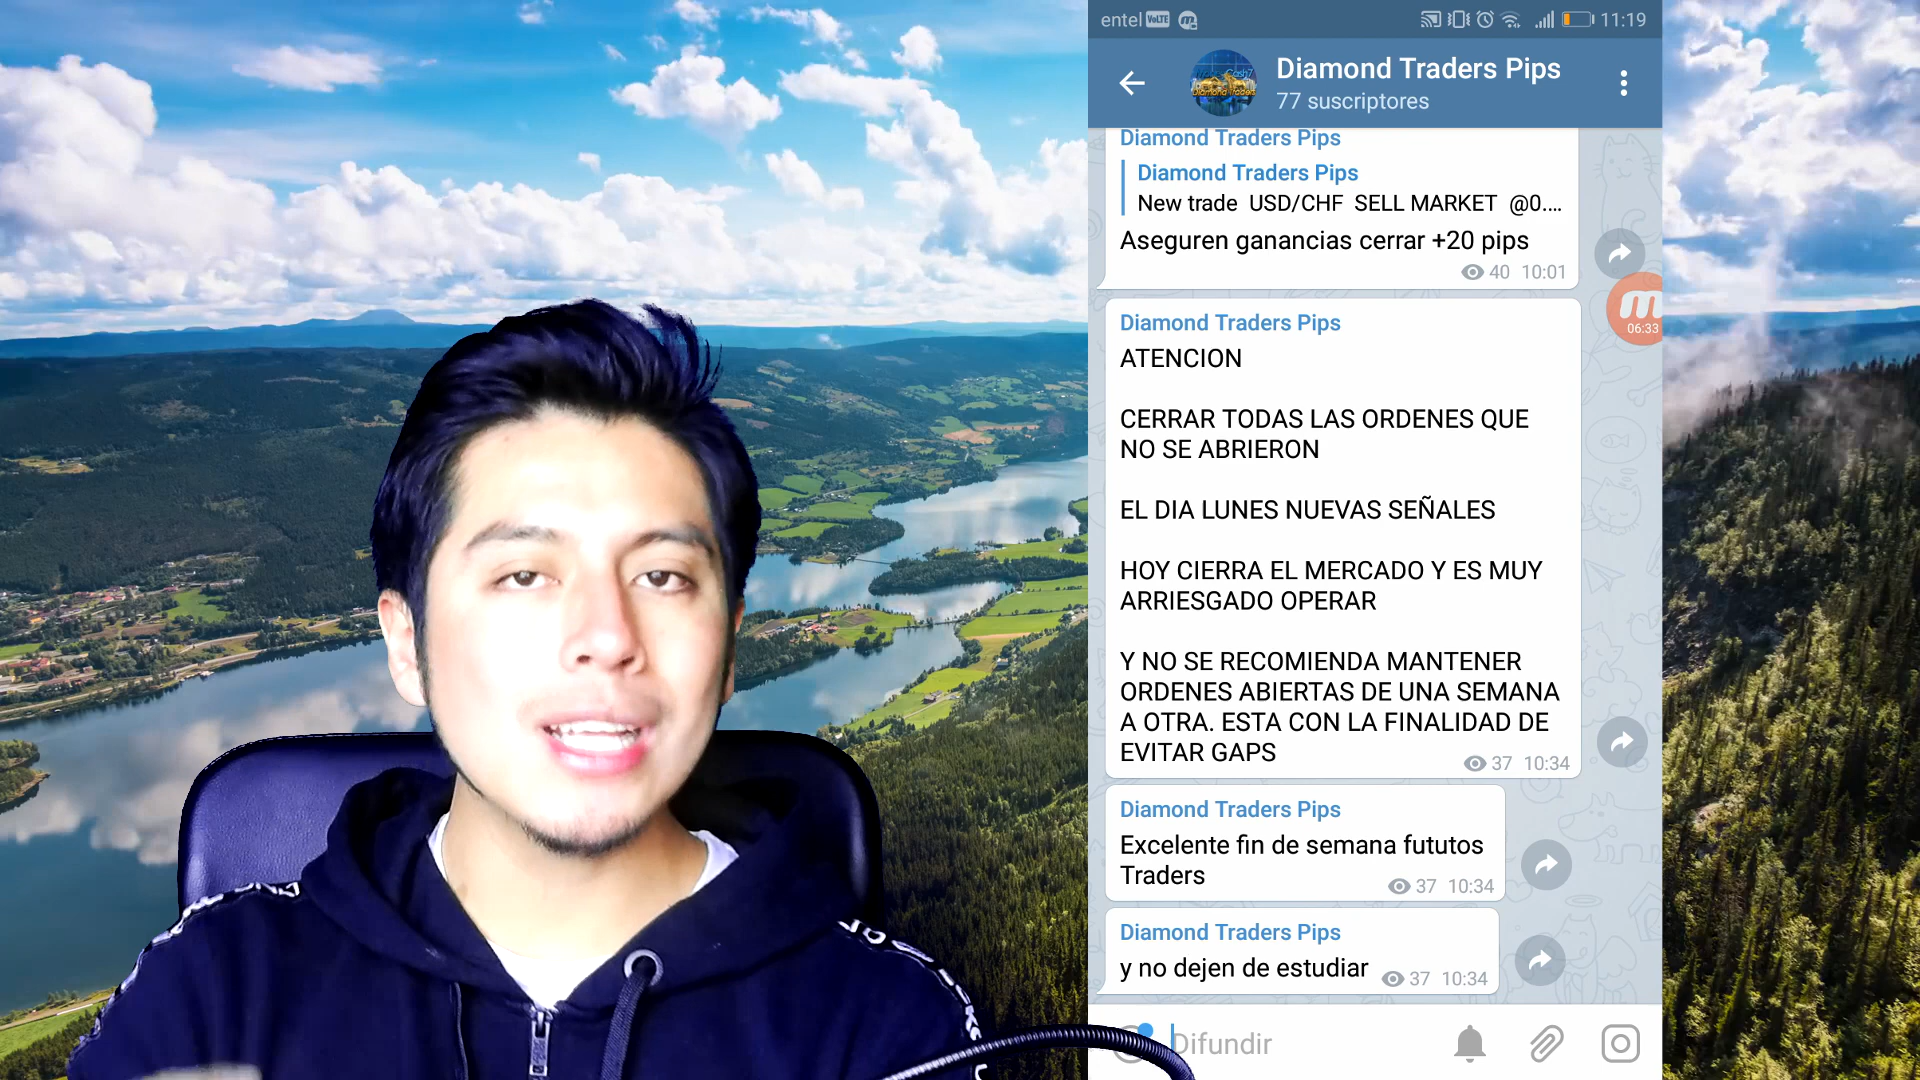 entel VoLTE
11:19
Diamond Traders Pips
77 suscriptores
Diamond Traders Pips
Diamond Traders Pips
New trade USD/CHF SELL MARKET @0....
Aseguren ganancias cerrar +20 pips
40 10:01
06:33
Diamond Traders Pips
ATENCION
CERRAR TODAS LAS ORDENES QUE
NO SE ABRIERON
EL DIA LUNES NUEVAS SEÑALES
HOY CIERRA EL MERCADO Y ES MUY
ARRIESGADO OPERAR
Y NO SE RECOMIENDA MANTENER
ORDENES ABIERTAS DE UNA SEMANA
A OTRA. ESTA CON LA FINALIDAD DE
EVITAR GAPS
37 10:34
Diamond Traders Pips
Excelente fin de semana fututos
Traders
37 10:34
Diamond Traders Pips
y no dejen de estudiar
37 10:34
Difundir